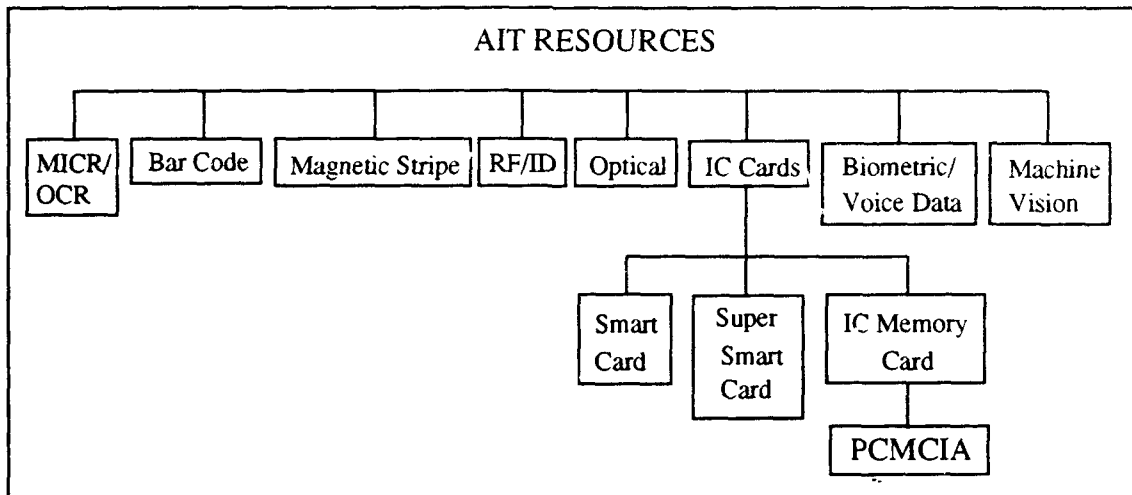 AIT RESOURCES
MICR/
OCR
Bar Code
Magnetic Stripe
RF/ID
Optical
IC Cards
Biometric/
Voice Data
Machine
Vision
Smart
Card
Super
Smart
Card
IC Memory
Card
PCMCIA